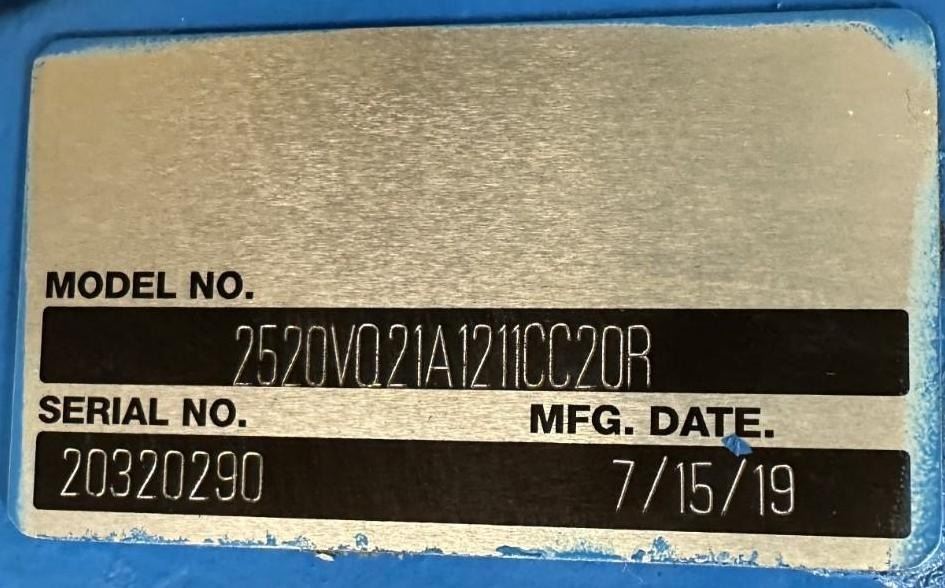 MODEL NO.
2520VQ21A1211CC20R
SERIAL NO. MFG. DATE.
20320290 7/15/19